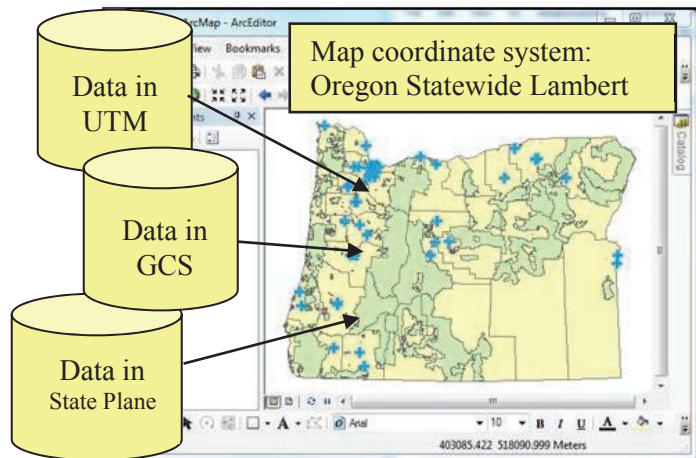 ArcMap - ArcEditor
View Bookmarks
Map coordinate system:
Oregon Statewide Lambert
Data in
UTM
Catalog
Data in
GCS
Data in
State Plane
Arial
10
B I U A
403085.422 518090.999 Meters